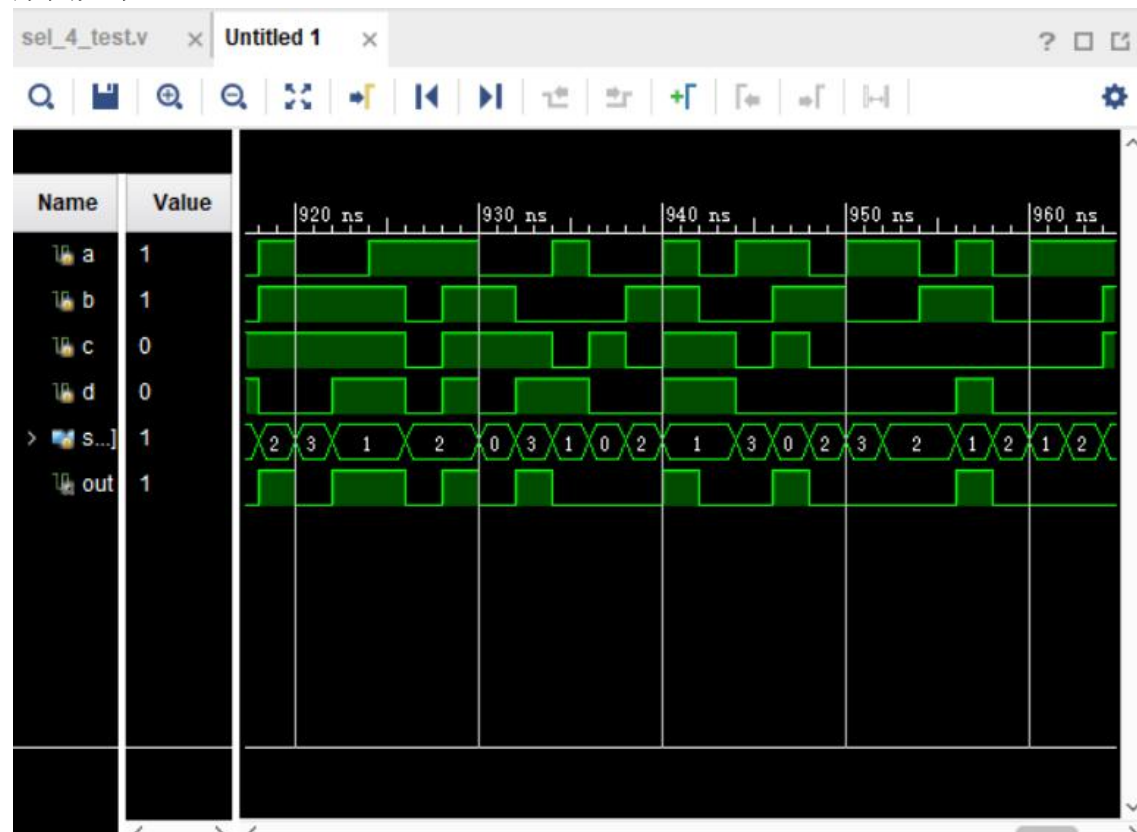 sel_4_test.v × Untitled 1 × ?
Name Value
920 ns 930 ns 940 ns 950 ns 960 ns
a 1
b 1
c 0
d 0
> s...] 1 2 3 1 2 0 3 1 0 2 1 3 0 2 3 2 1 2 1 2
out 1